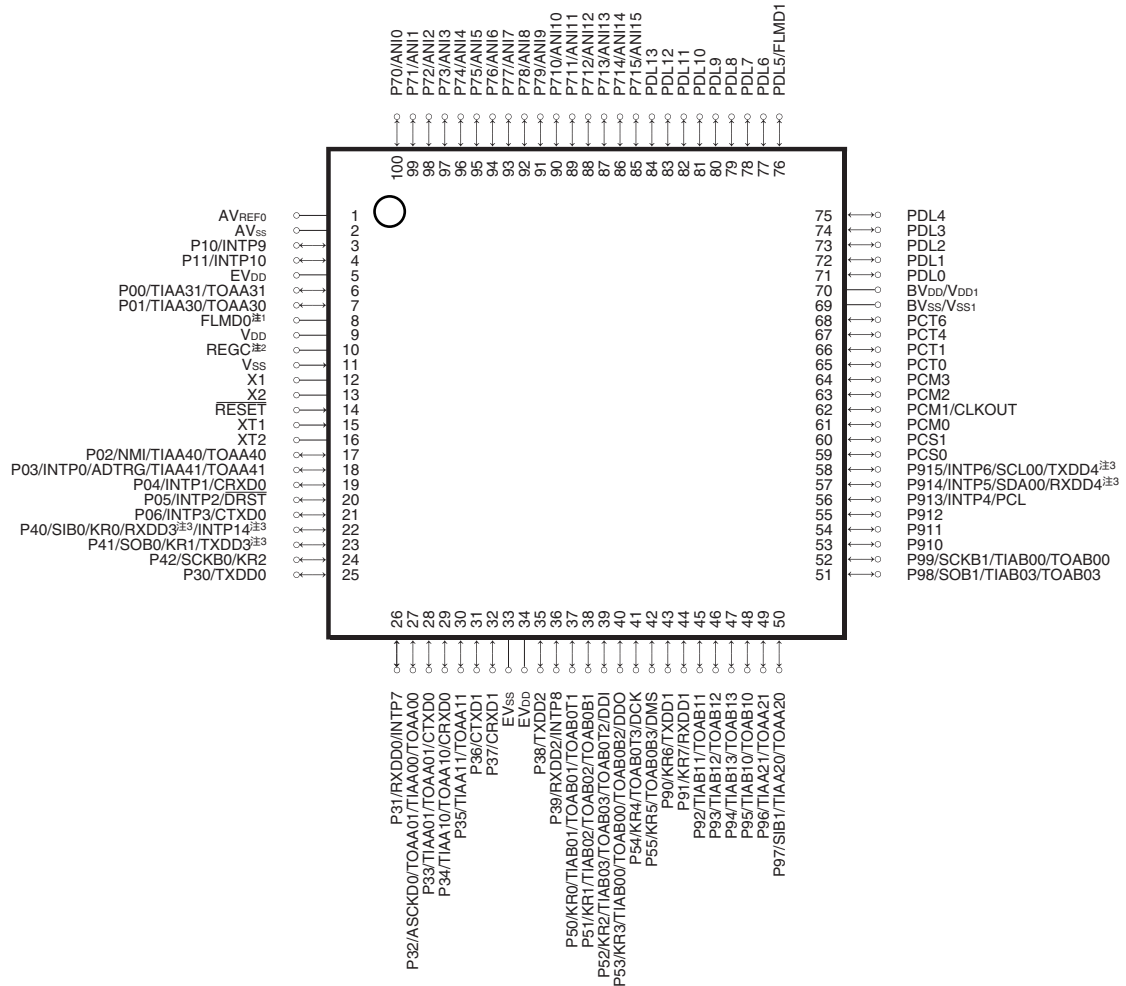 P70/ANI0
P71/ANI1
P72/ANI2
P73/ANI3
P74/ANI4
P75/ANI5
P76/ANI6
P77/ANI7
P78/ANI8
P79/ANI9
P710/ANI10
P711/ANI11
P712/ANI12
P713/ANI13
P714/ANI14
P715/ANI15
PDL13
PDL12
PDL11
PDL10
PDL9
PDL8
PDL7
PDL6
PDL5/FLMD1
100
99
98
97
96
95
94
93
92
91
90
89
88
87
86
85
84
83
82
81
80
79
78
77
76
AVREF0 1
AVSS 2
P10/INTP9 3
P11/INTP10 4
EVDD 5
P00/TIAA31/TOAA31 6
P01/TIAA30/TOAA30 7
FLMD0注1 8
VDD 9
REGC注2 10
VSS 11
X1 12
X2 13
RESET 14
XT1 15
XT2 16
P02/NMI/TIAA40/TOAA40 17
P03/INTP0/ADTRG/TIAA41/TOAA41 18
P04/INTP1/CRXD0 19
P05/INTP2/DRST 20
P06/INTP3/CTXD0 21
P40/SIB0/KR0/RXDD3注3/INTP14注3 22
P41/SOB0/KR1/TXDD3注3 23
P42/SCKB0/KR2 24
P30/TXDD0 25
75 PDL4
74 PDL3
73 PDL2
72 PDL1
71 PDL0
70 BVDD/VDD1
69 BVSS/VSS1
68 PCT6
67 PCT4
66 PCT1
65 PCT0
64 PCM3
63 PCM2
62 PCM1/CLKOUT
61 PCM0
60 PCS1
59 PCS0
58 P915/INTP6/SCL00/TXDD4注3
57 P914/INTP5/SDA00/RXDD4注3
56 P913/INTP4/PCL
55 P912
54 P911
53 P910
52 P99/SCKB1/TIAB00/TOAB00
51 P98/SOB1/TIAB03/TOAB03
26
27
28
29
30
31
32
33
34
35
36
37
38
39
40
41
42
43
44
45
46
47
48
49
50
P31/RXDD0/INTP7
P32/ASCKD0/TOAA01/TIAA00/TOAA00
P33/TIAA01/TOAA01/CTXD0
P34/TIAA10/TOAA10/CRXD0
P35/TIAA11/TOAA11
P36/CTXD1
P37/CRXD1
EVSS
EVDD
P38/TXDD2
P39/RXDD2/INTP8
P50/KR0/TIAB01/TOAB01/TOAB0T1
P51/KR1/TIAB02/TOAB02/TOAB0B1
P52/KR2/TIAB03/TOAB03/TOAB0T2/DDI
P53/KR3/TIAB00/TOAB00/TOAB0B2/DDO
P54/KR4/TOAB0T3/DCK
P55/KR5/TOAB0B3/DMS
P90/KR6/TXDD1
P91/KR7/RXDD1
P92/TIAB11/TOAB11
P93/TIAB12/TOAB12
P94/TIAB13/TOAB13
P95/TIAB10/TOAB10
P96/TIAA21/TOAA21
P97/SIB1/TIAA20/TOAA20